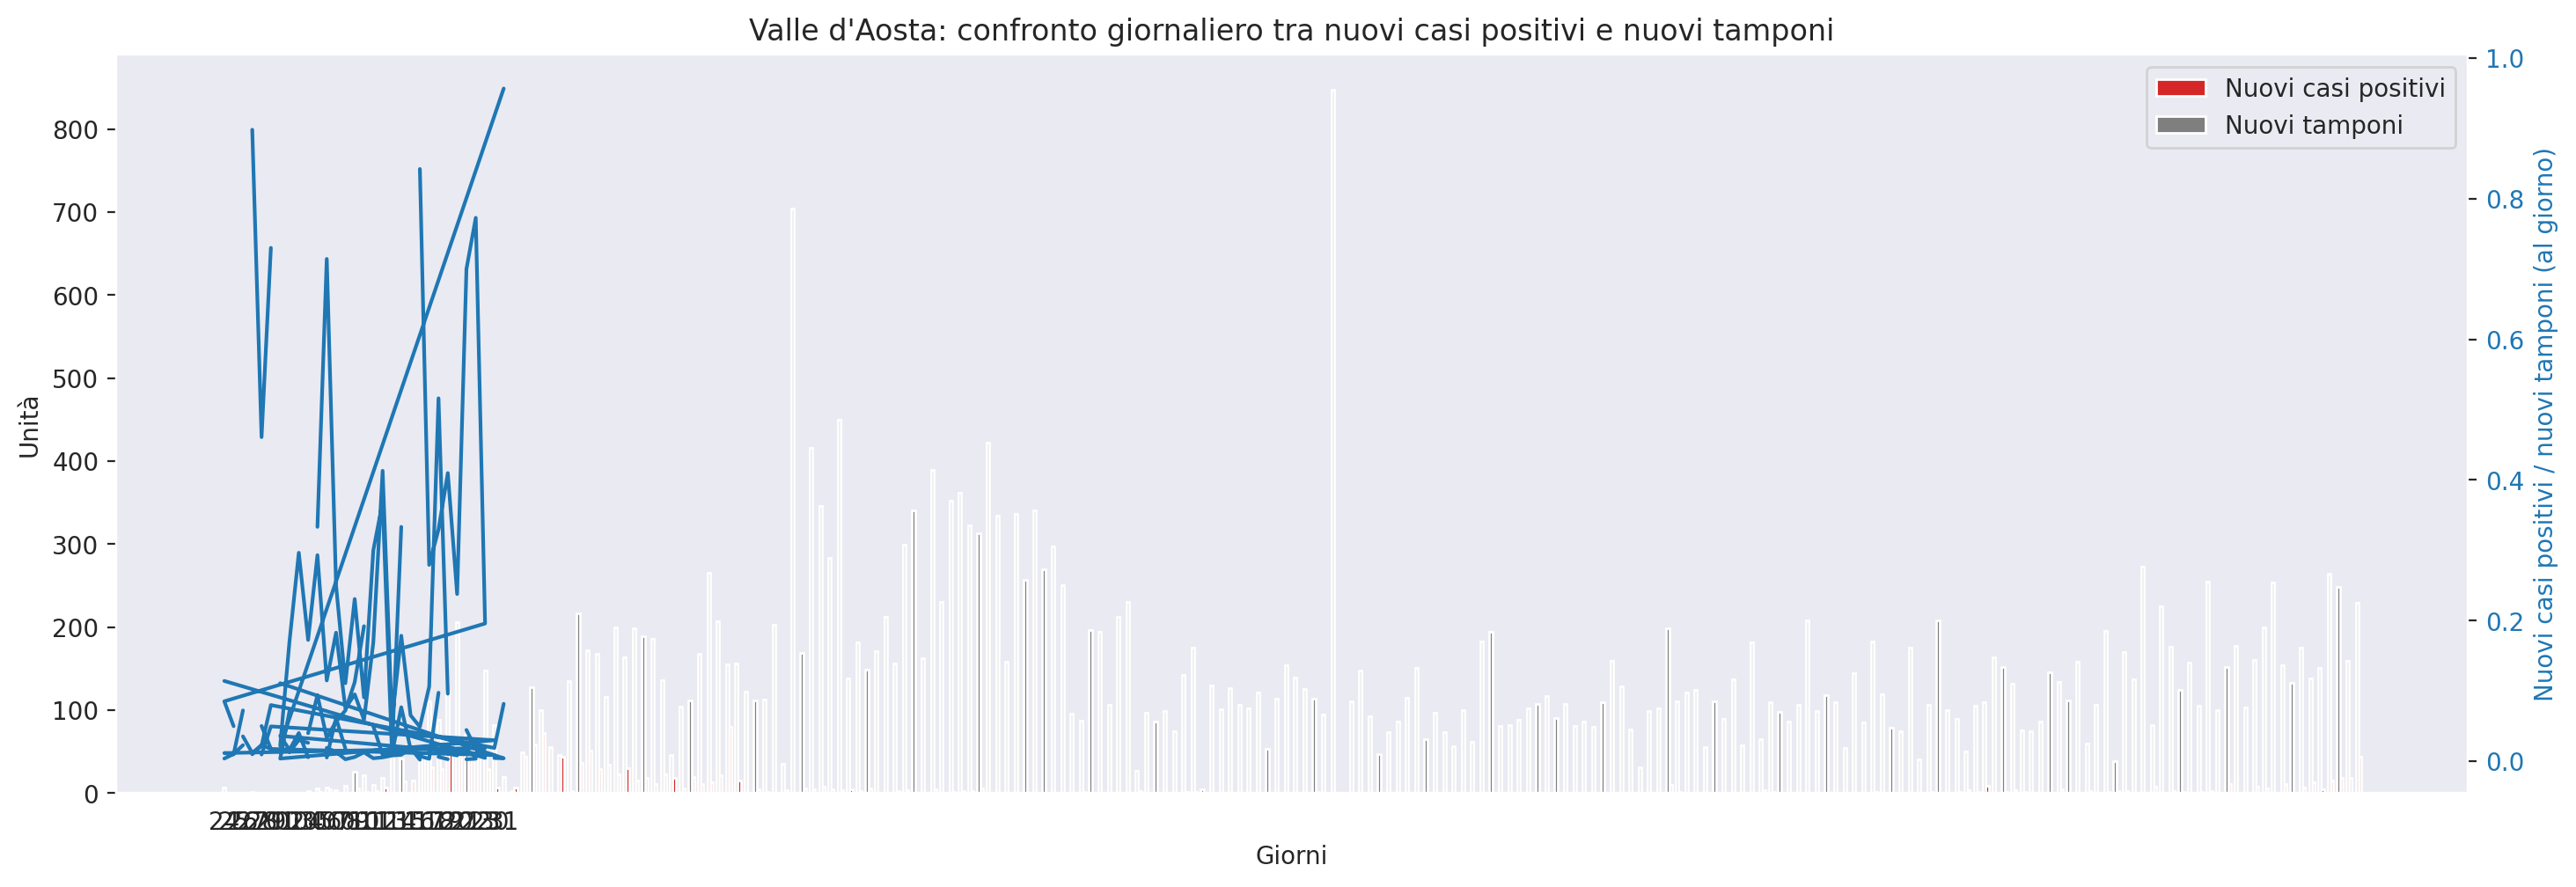 Valle d'Aosta: confronto giornaliero tra nuovi casi positivi e nuovi tamponi
Nuovi casi positivi
Nuovi tamponi
Unità
800
700
600
500
400
300
200
100
0
1.0
0.8
0.6
0.4
0.2
0.0
Nuovi casi positivi / nuovi tamponi (al giorno)
Giorni